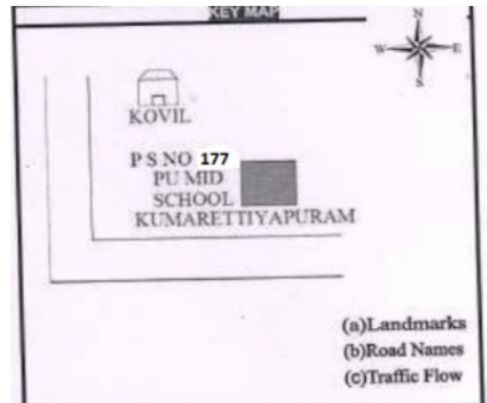 KEY MAP
N
W E
S
KOVIL
P S NO 177
PU MID
SCHOOL
KUMARETTIYAPURAM
(a)Landmarks
(b)Road Names
(c)Traffic Flow